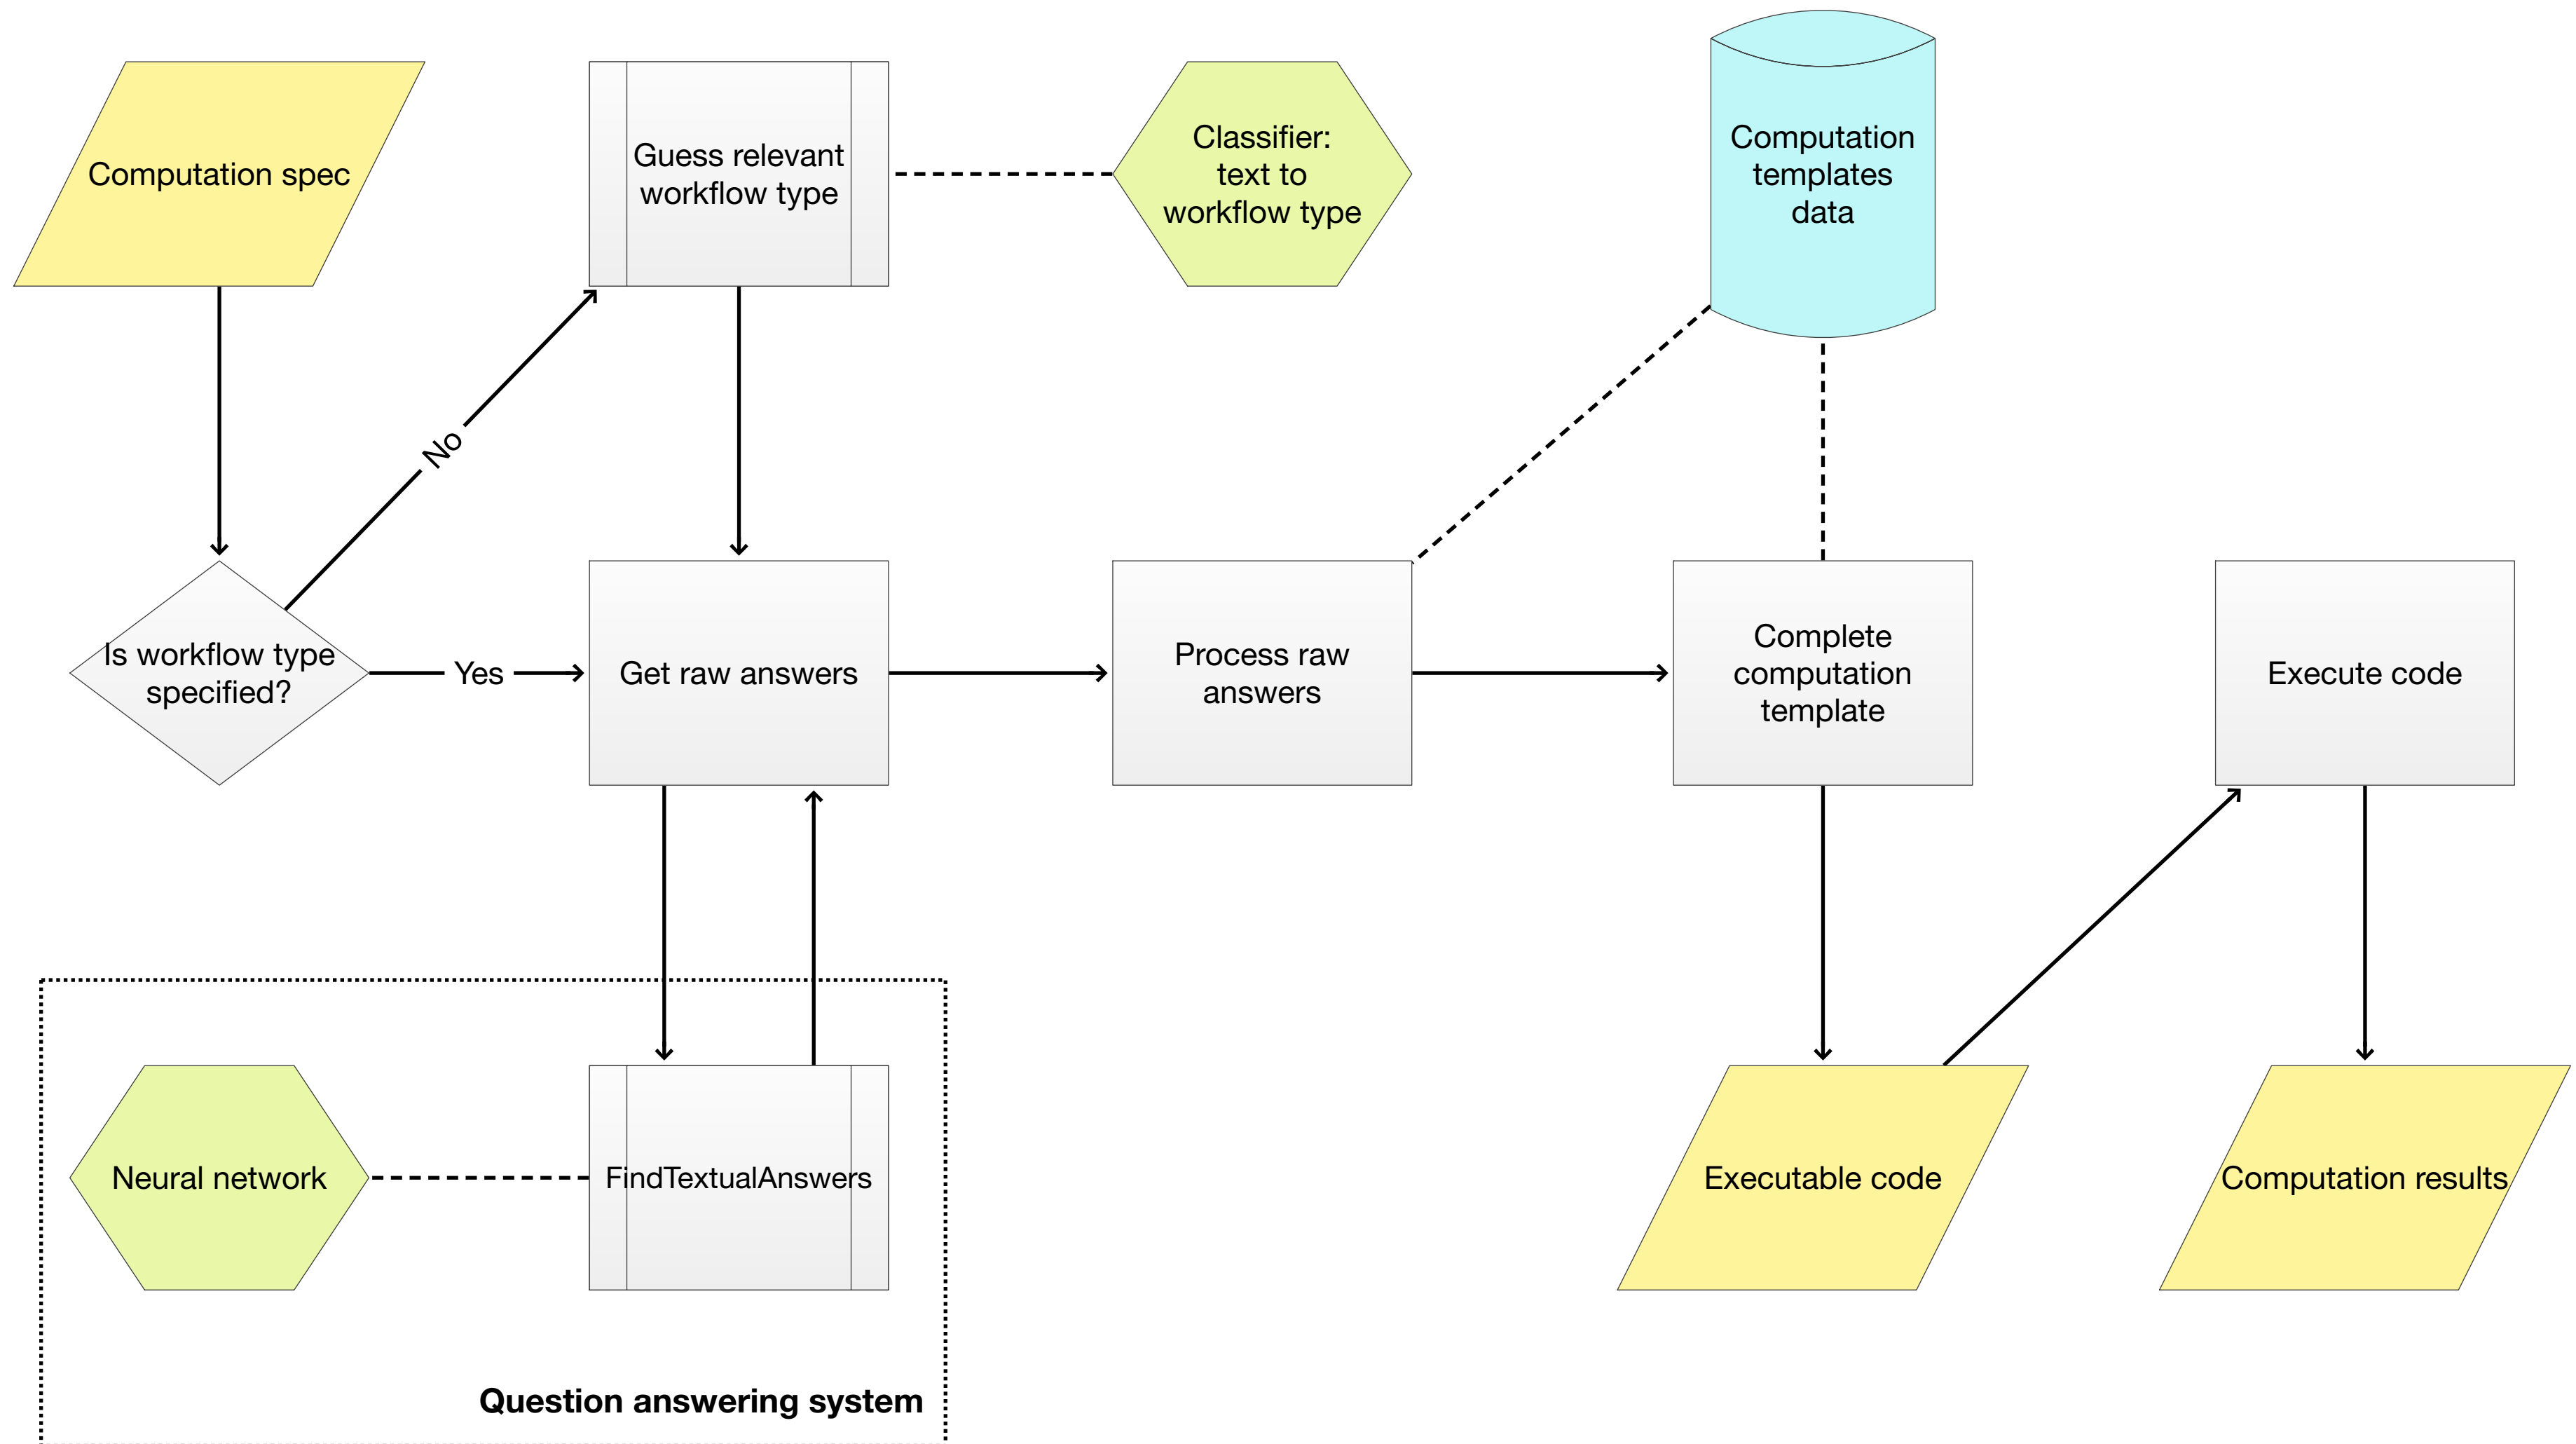 Computation spec
Guess relevant
workflow type
Classifier:
text to
workflow type
Computation
templates
data
No
Is workflow type
specified?
Yes
Get raw answers
Process raw
answers
Complete
computation
template
Execute code
Neural network
FindTextualAnswers
Executable code
Computation results
Question answering system